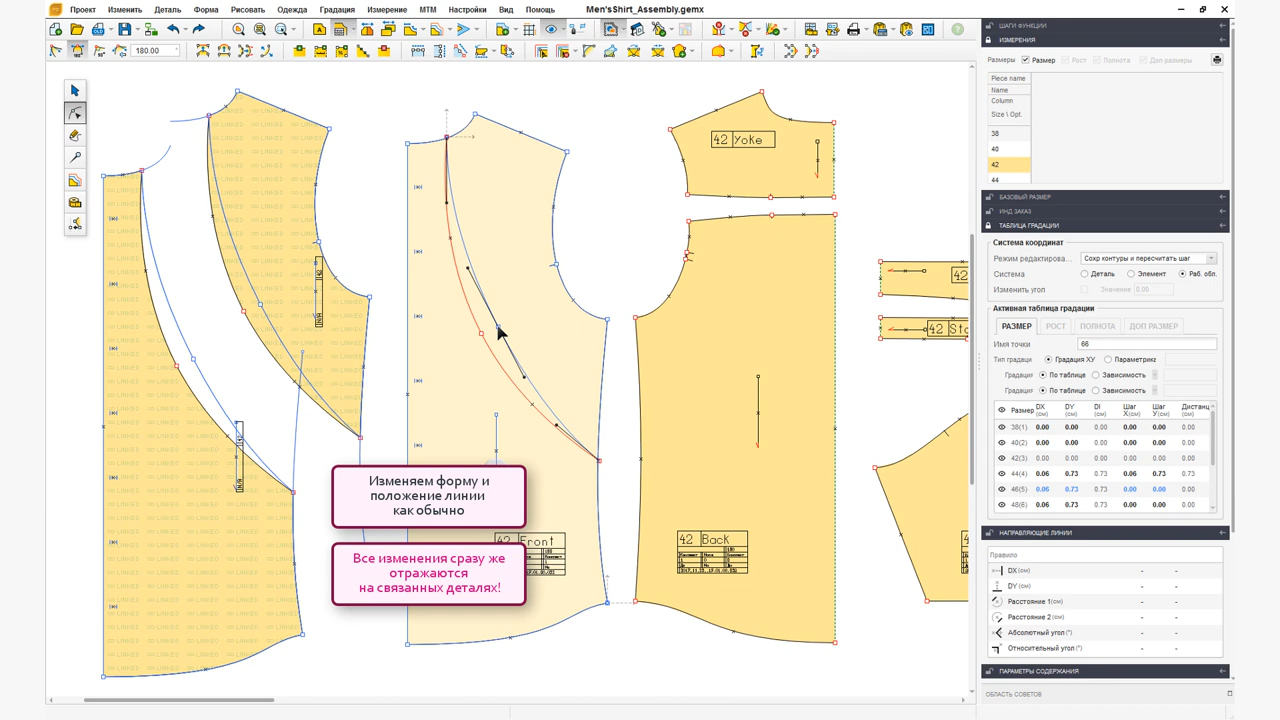 Проект Изменить Деталь Форма Рисовать Одежда Градация Измерение МТМ Настройки Вид Помощь
Men'sShirt_Assembly.gemx
180.00
42 Yoke
42 Front
42 Back
42
42
Изменяем форму и
положение линии
как обычно
Все изменения сразу же
отражаются
на связанных деталях!
ШАГИ ФУНКЦИИ
ИЗМЕРЕНИЯ
Размеры Размер Рост Полнота Доп размеры
Piece name
Name
Column
Size \ Opt.
38
40
42
44
БАЗОВЫЙ РАЗМЕР
ИНД ЗАКАЗ
ТАБЛИЦА ГРАДАЦИИ
Система координат
Режим редактирова... Сохр контуры и пересчитать шаг
Система Деталь Элемент Раб. обл.
Изменить угол Значение 0.00
Активная таблица градации
РАЗМЕР РОСТ ПОЛНОТА ДОП РАЗМЕР
Имя точки 66
Тип градаци Градация XY Параметрика
Градация По таблице Зависимость
Градация По таблице Зависимость
Размер DX (см) DY (см) DI (см) Шаг X(см) Шаг У(см) Дистанц (см)
38(1) 0.00 0.00 0.00 0.00 0.00 0.00
40(2) 0.00 0.00 0.00 0.00 0.00 0.00
42(3) 0.00 0.00 0.00 0.00 0.00 0.00
44(4) 0.06 0.73 0.73 0.06 0.73 0.00
46(5) 0.06 0.73 0.73 0.00 0.00 0.00
48(6) 0.06 0.73 0.73 0.00 0.00 0.00
НАПРАВЛЯЮЩИЕ ЛИНИИ
Правило
DX (см) - -
DY (см) - -
Расстояние 1(см) - -
Расстояние 2 (см) - -
Абсолютный угол (°) - -
Относительный угол (°) - -
ПАРАМЕТРЫ СОДЕРЖАНИЯ
ОБЛАСТЬ СОВЕТОВ